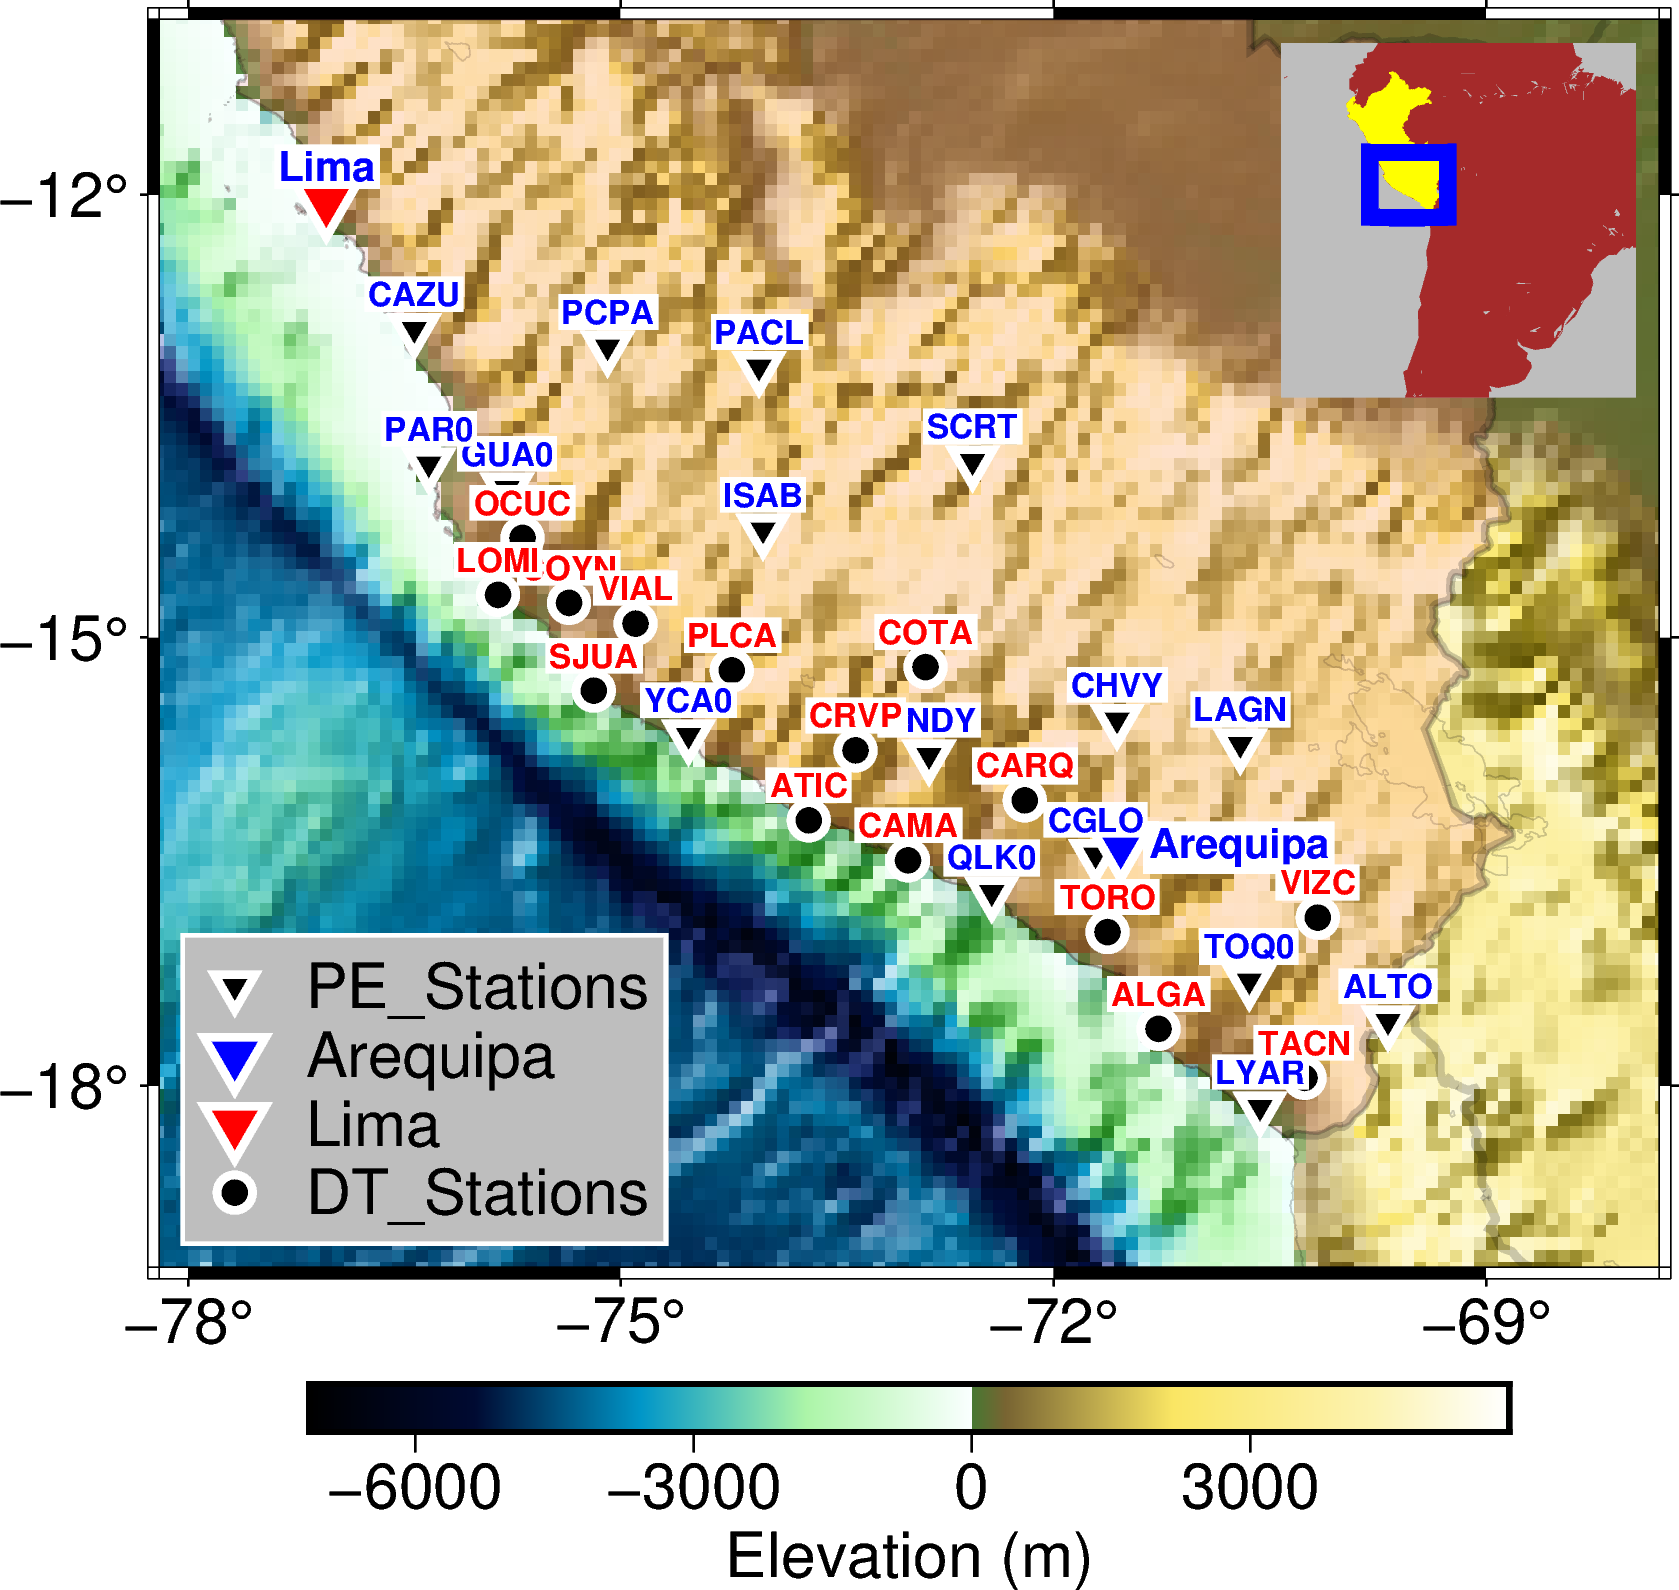 Lima
−12°
CAZU
PCPA
PACL
PAR0
SCRT
GUA0
ISAB
OCUC
LOMI
VIAL
−15°
PLCA
COTA
SJUA
YCA0
CHVY
LAGN
CRVP
NDY
CARQ
ATIC
CAMA
CGLO
Arequipa
QLK0
VIZC
TORO
TOQ0
ALTO
ALGA
TACN
LYAR
−18°
PE_Stations
Arequipa
Lima
DT_Stations
−78°
−75°
−72°
−69°
−6000
−3000
0
3000
Elevation (m)